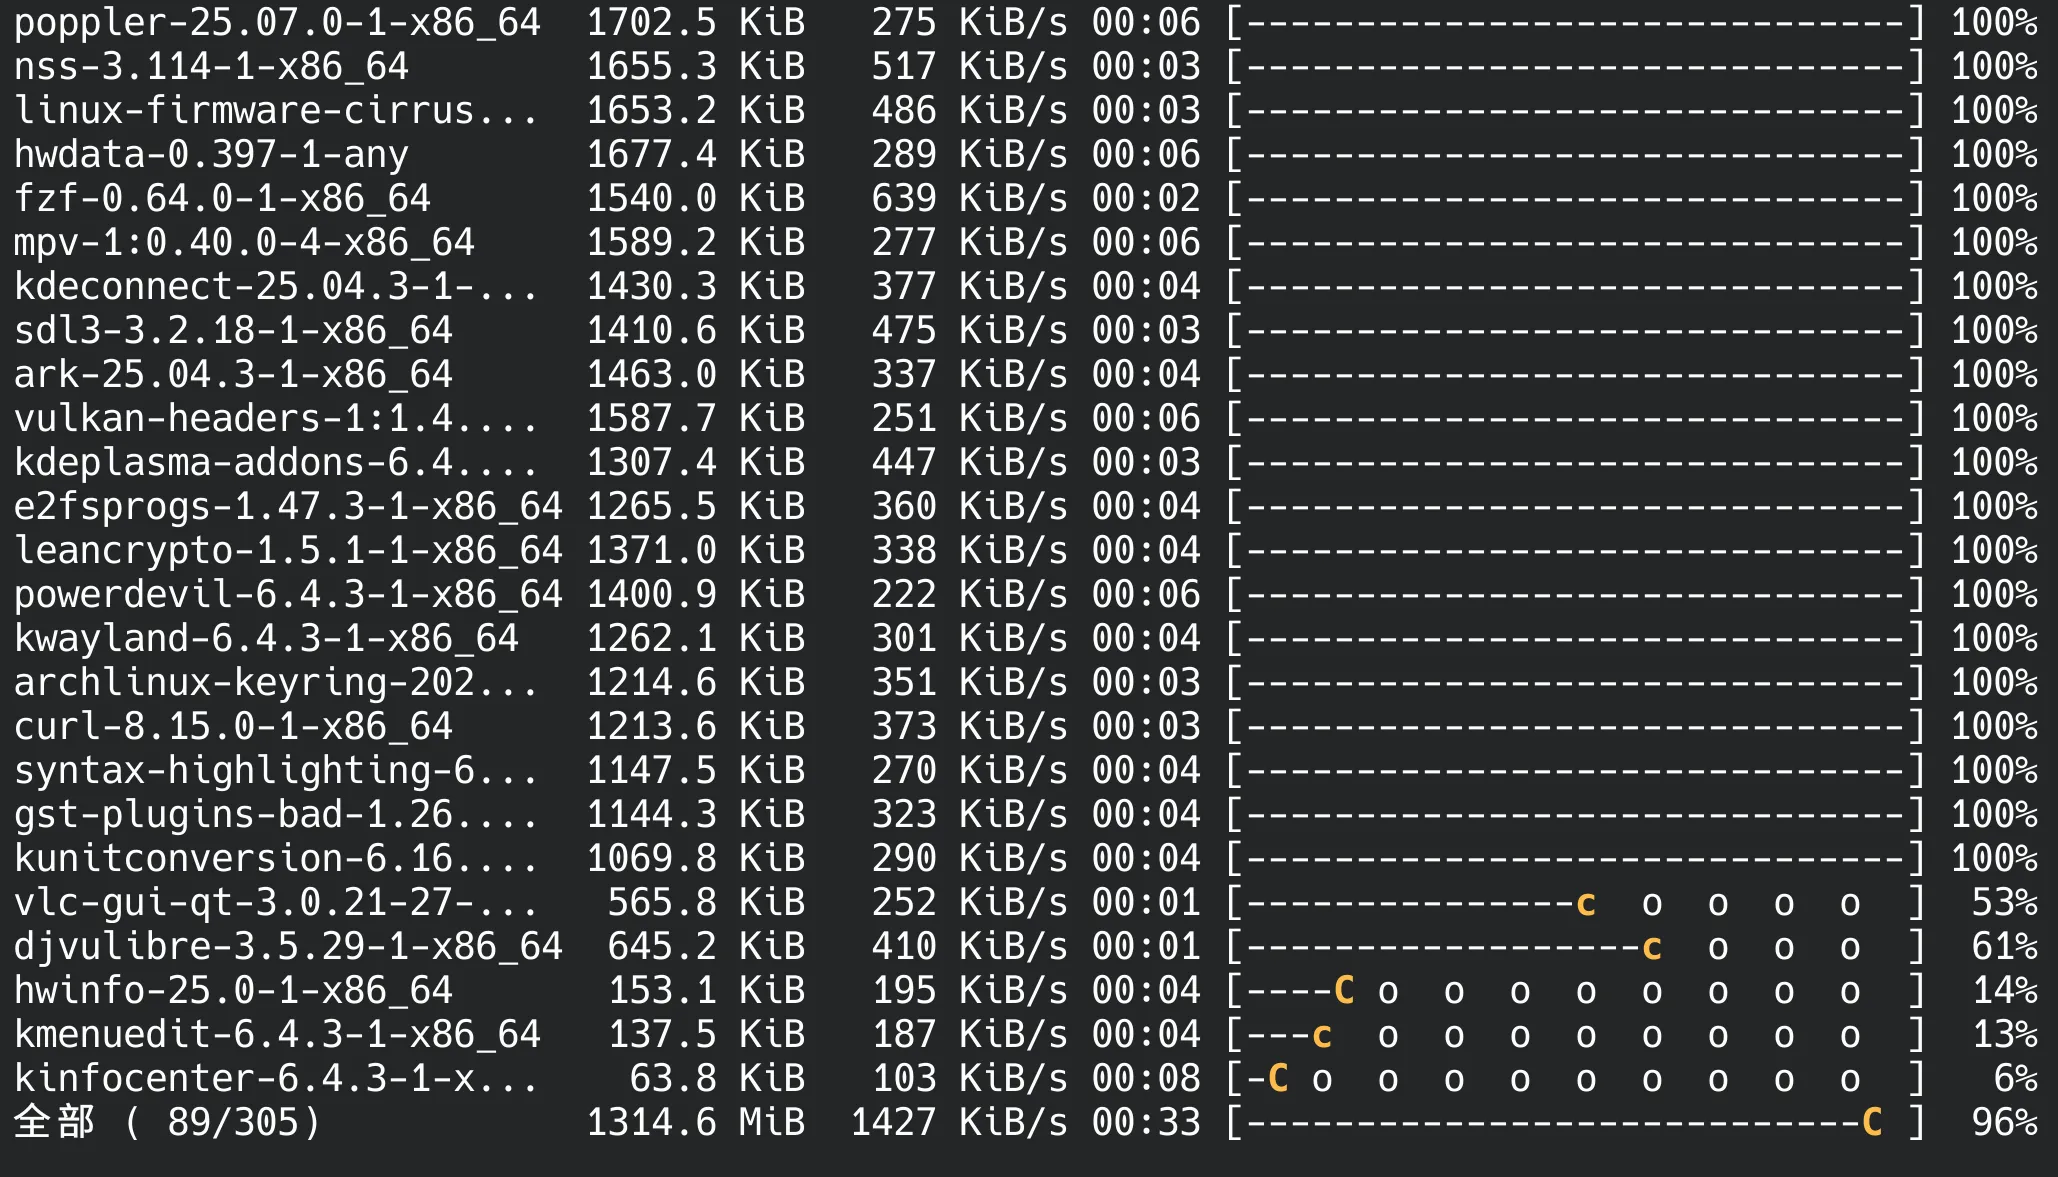 poppler-25.07.0-1-x86_64 1702.5 KiB 275 KiB/s 00:06 [------------------------------] 100%
nss-3.114-1-x86_64 1655.3 KiB 517 KiB/s 00:03 [------------------------------] 100%
linux-firmware-cirrus... 1653.2 KiB 486 KiB/s 00:03 [------------------------------] 100%
hwdata-0.397-1-any 1677.4 KiB 289 KiB/s 00:06 [------------------------------] 100%
fzf-0.64.0-1-x86_64 1540.0 KiB 639 KiB/s 00:02 [------------------------------] 100%
mpv-1:0.40.0-4-x86_64 1589.2 KiB 277 KiB/s 00:06 [------------------------------] 100%
kdeconnect-25.04.3-1-... 1430.3 KiB 377 KiB/s 00:04 [------------------------------] 100%
sdl3-3.2.18-1-x86_64 1410.6 KiB 475 KiB/s 00:03 [------------------------------] 100%
ark-25.04.3-1-x86_64 1463.0 KiB 337 KiB/s 00:04 [------------------------------] 100%
vulkan-headers-1:1.4.... 1587.7 KiB 251 KiB/s 00:06 [------------------------------] 100%
kdeplasma-addons-6.4.... 1307.4 KiB 447 KiB/s 00:03 [------------------------------] 100%
e2fsprogs-1.47.3-1-x86_64 1265.5 KiB 360 KiB/s 00:04 [------------------------------] 100%
leancrypto-1.5.1-1-x86_64 1371.0 KiB 338 KiB/s 00:04 [------------------------------] 100%
powerdevil-6.4.3-1-x86_64 1400.9 KiB 222 KiB/s 00:06 [------------------------------] 100%
kwayland-6.4.3-1-x86_64 1262.1 KiB 301 KiB/s 00:04 [------------------------------] 100%
archlinux-keyring-202... 1214.6 KiB 351 KiB/s 00:03 [------------------------------] 100%
curl-8.15.0-1-x86_64 1213.6 KiB 373 KiB/s 00:03 [------------------------------] 100%
syntax-highlighting-6... 1147.5 KiB 270 KiB/s 00:04 [------------------------------] 100%
gst-plugins-bad-1.26.... 1144.3 KiB 323 KiB/s 00:04 [------------------------------] 100%
kunitconversion-6.16.... 1069.8 KiB 290 KiB/s 00:04 [------------------------------] 100%
vlc-gui-qt-3.0.21-27-... 565.8 KiB 252 KiB/s 00:01 [---------------c  o  o  o  o  ] 53%
djvulibre-3.5.29-1-x86_64 645.2 KiB 410 KiB/s 00:01 [------------------c  o  o  o  ] 61%
hwinfo-25.0-1-x86_64 153.1 KiB 195 KiB/s 00:04 [----C o  o  o  o  o  o  o  o  ] 14%
kmenuedit-6.4.3-1-x86_64 137.5 KiB 187 KiB/s 00:04 [---c  o  o  o  o  o  o  o  o  ] 13%
kinfocenter-6.4.3-1-x... 63.8 KiB 103 KiB/s 00:08 [-C o  o  o  o  o  o  o  o  o  ] 6%
全部 ( 89/305) 1314.6 MiB 1427 KiB/s 00:33 [----------------------------C ] 96%